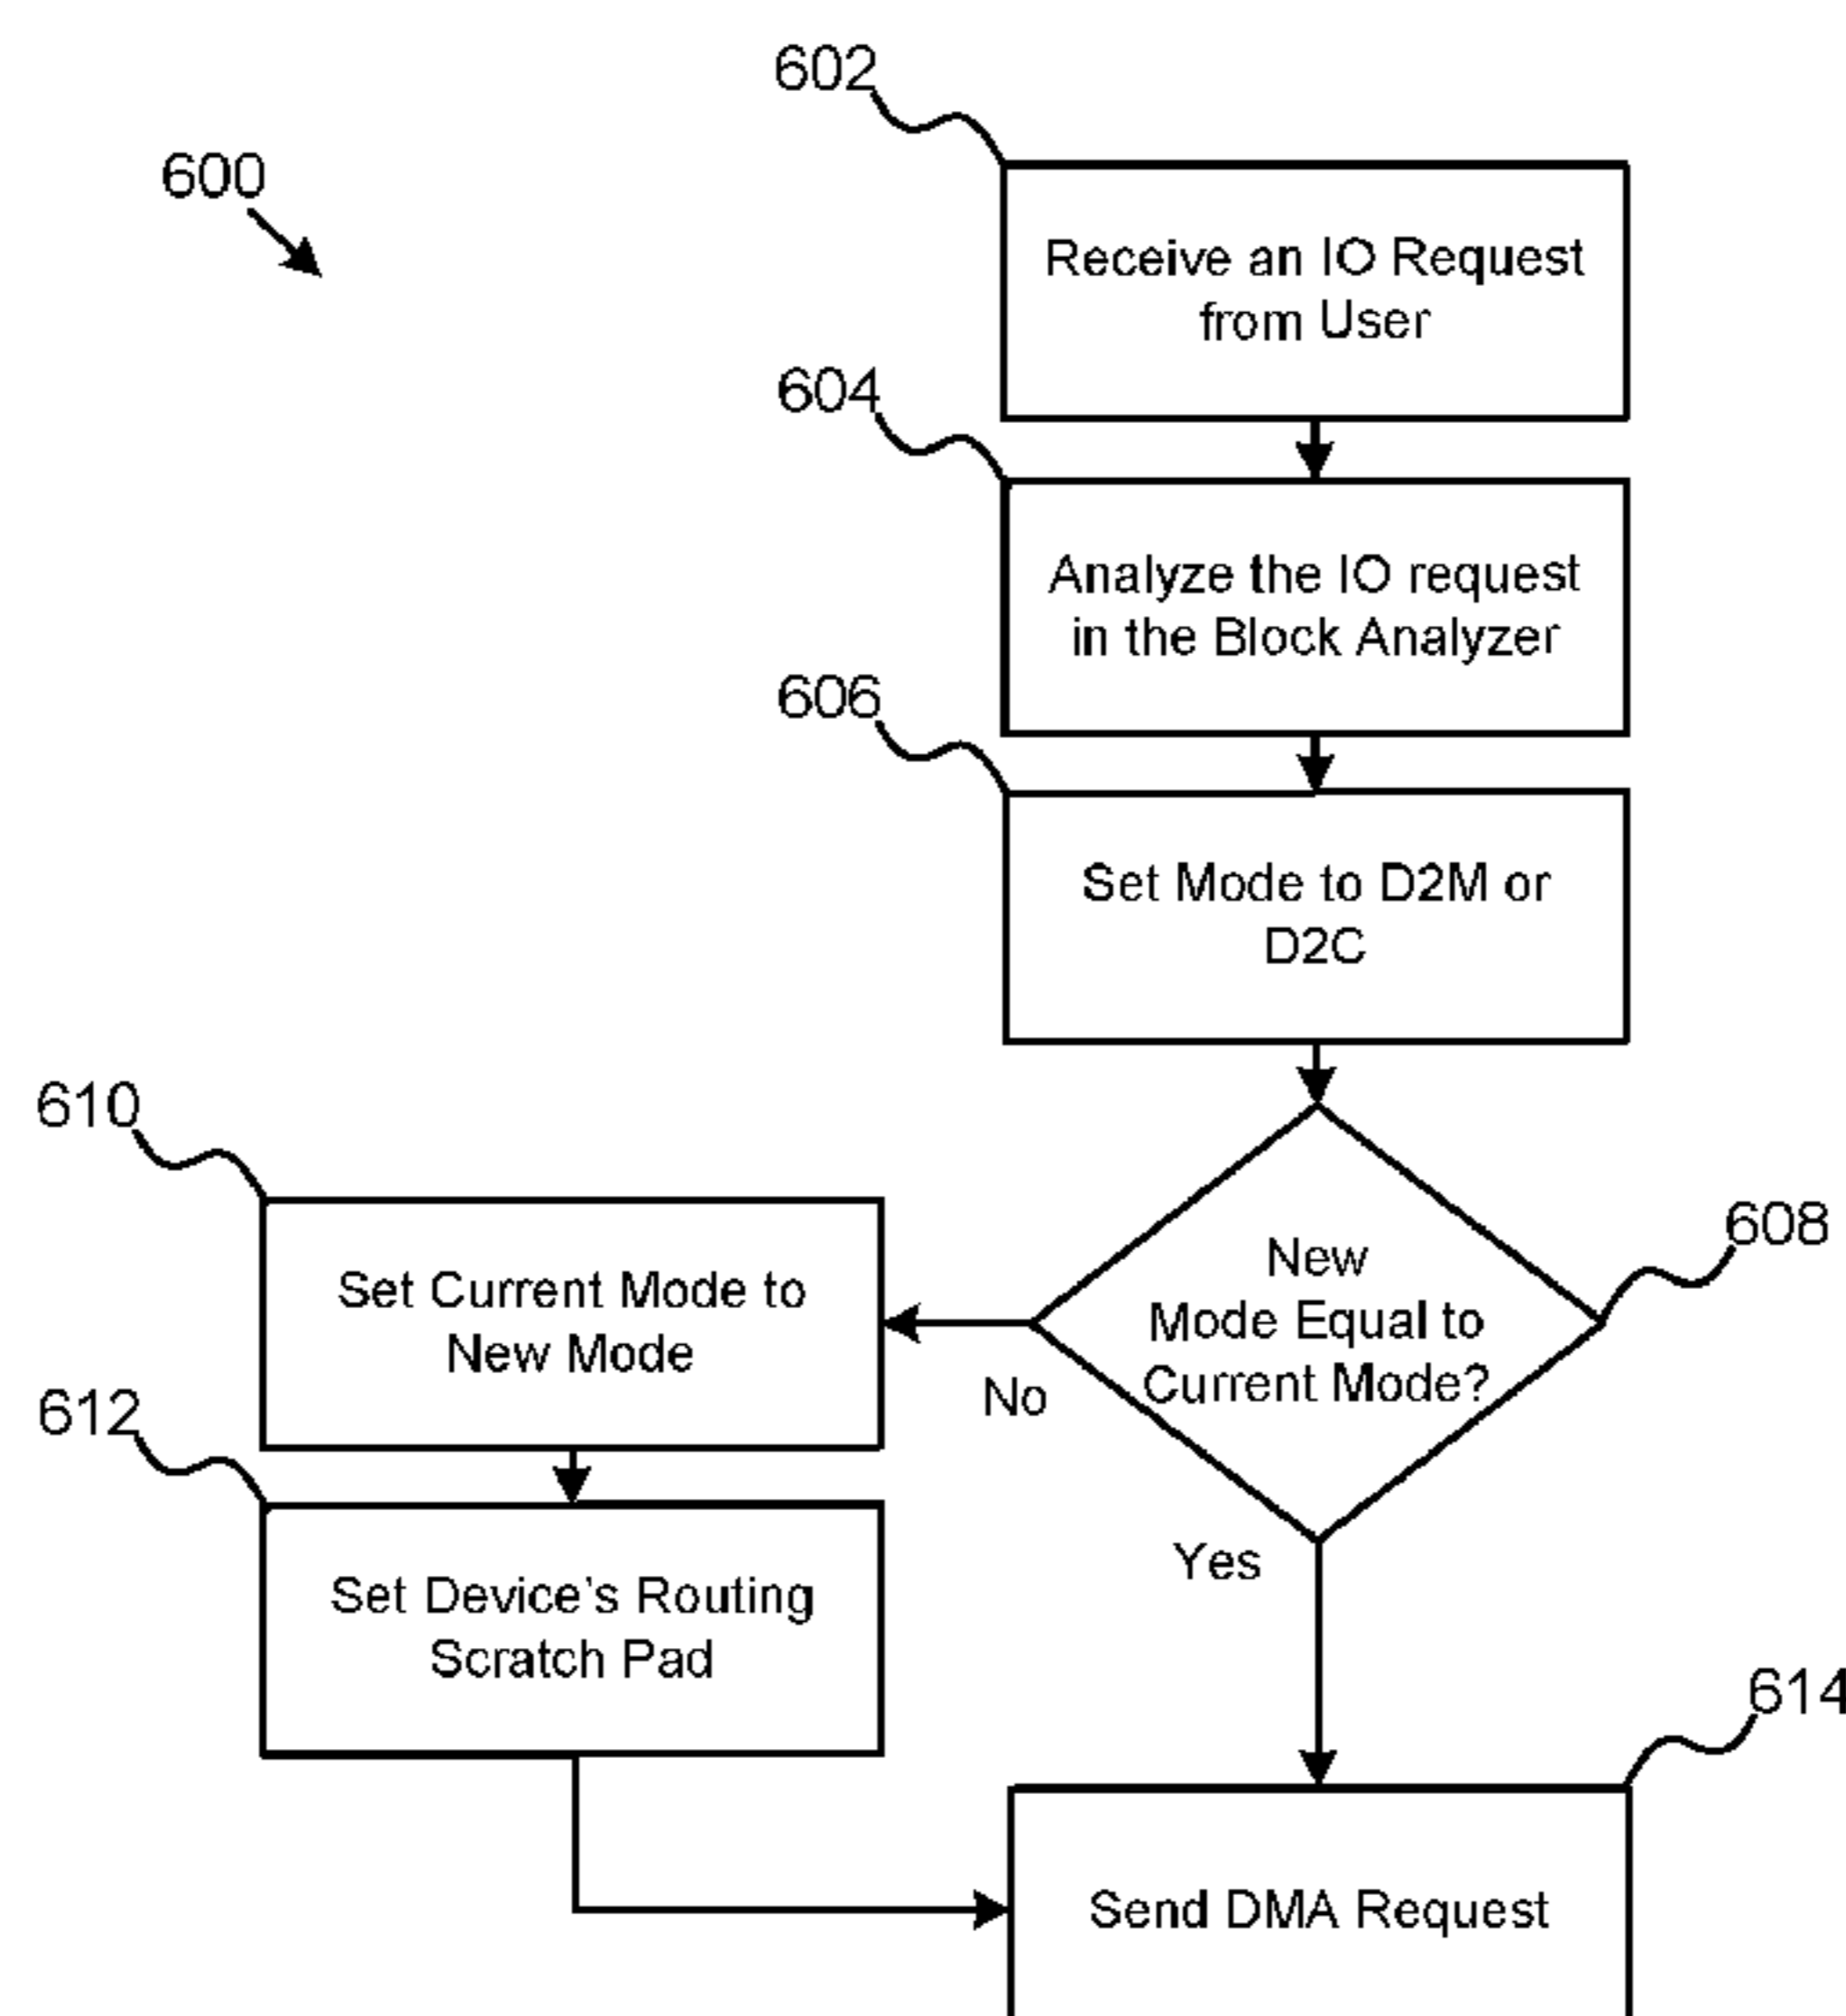 602
600
Receive an IO Request
from User
604
Analyze the IO request
in the Block Analyzer
606
Set Mode to D2M or
D2C
610
608
New
Mode Equal to
Current Mode?
Set Current Mode to
New Mode
No
612
Yes
Set Device's Routing
Scratch Pad
614
Send DMA Request